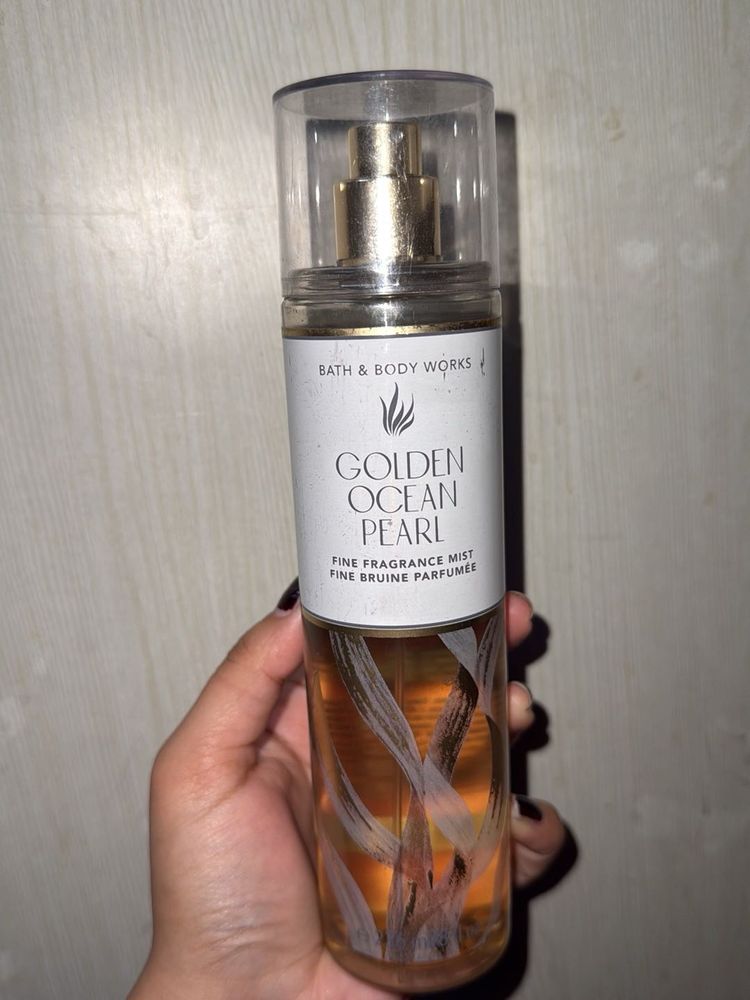 BATH & BODY WORKS
GOLDEN
OCEAN
PEARL
FINE FRAGRANCE MIST
FINE BRUINE PARFUMÉE